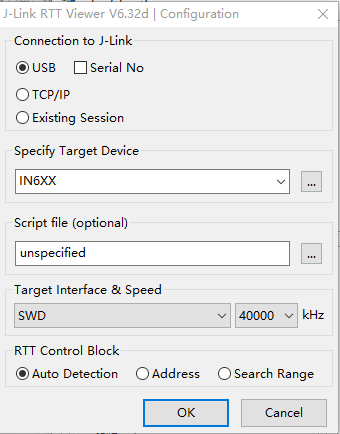 J-Link RTT Viewer V6.32d | Configuration
Connection to J-Link
USB Serial No
TCP/IP
Existing Session
Specify Target Device
IN6XX ...
Script file (optional)
unspecified ...
Target Interface & Speed
SWD 40000 kHz
RTT Control Block
Auto Detection Address Search Range
OK Cancel